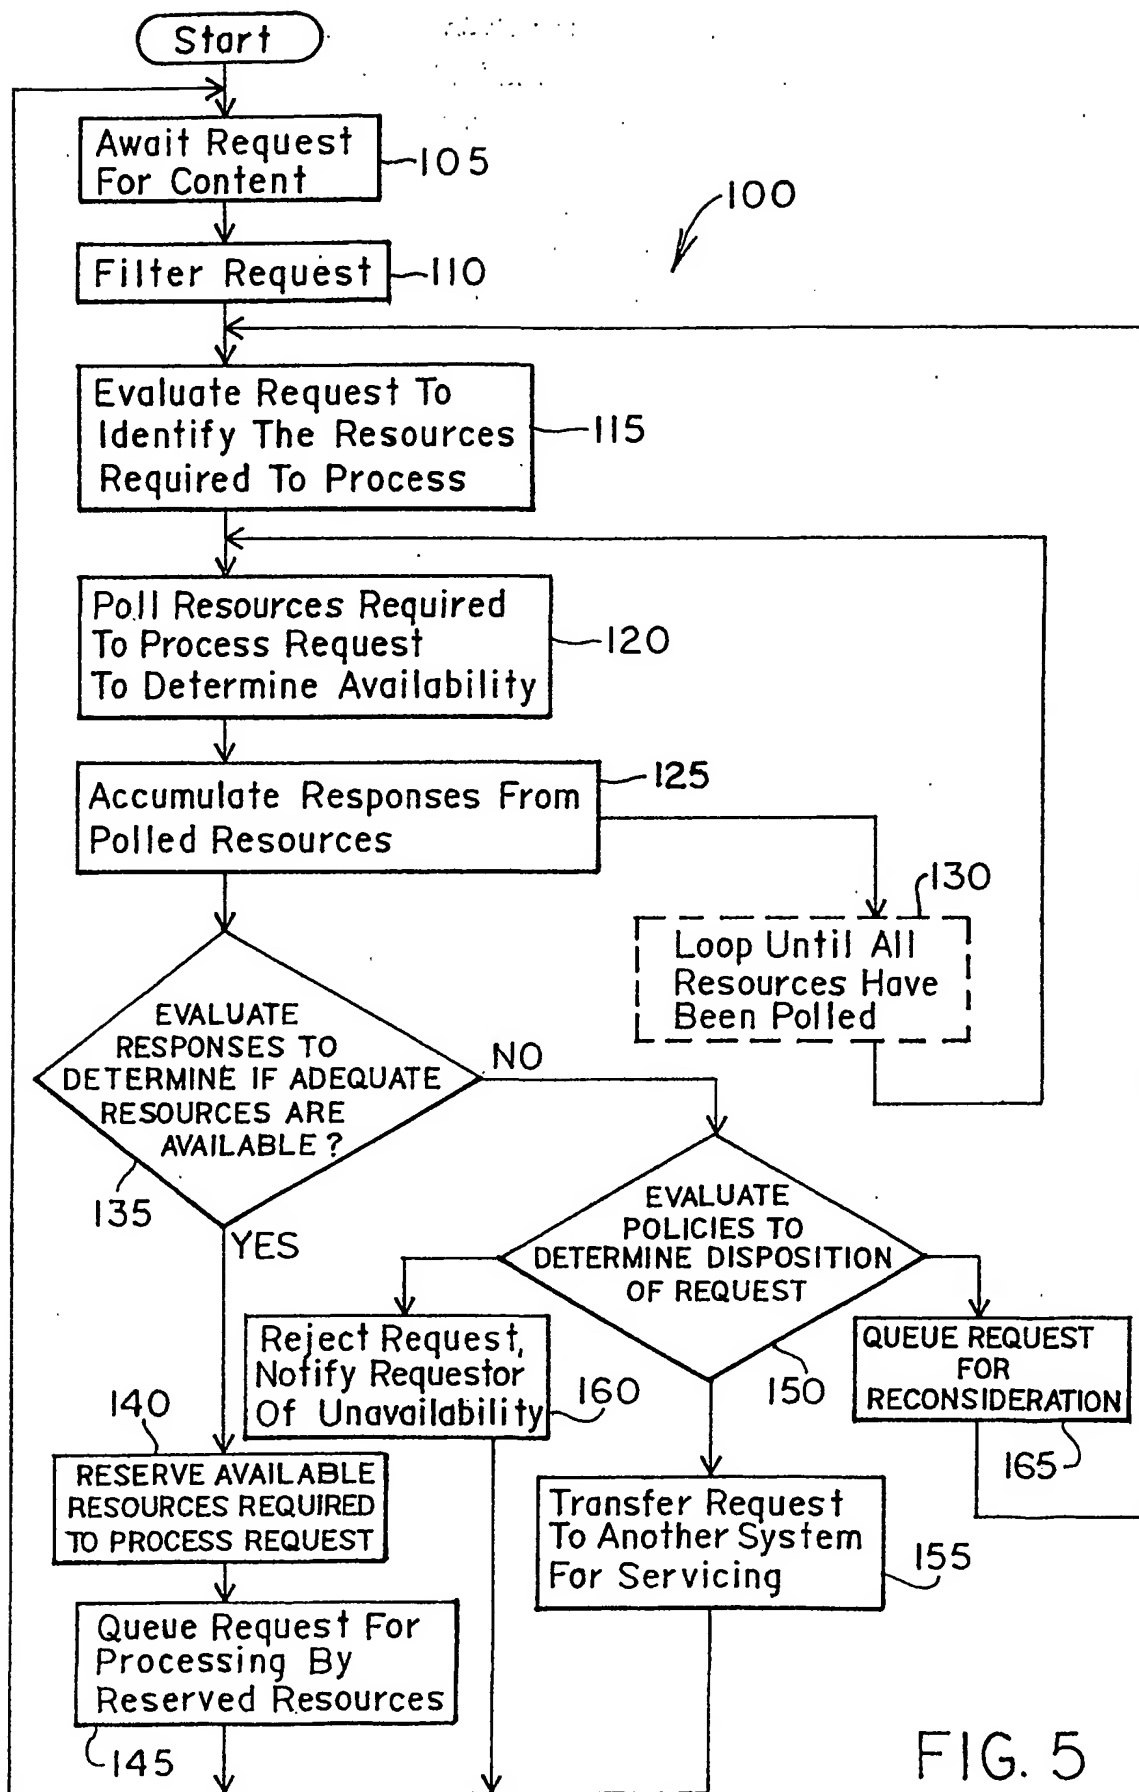 Start
Await Request
For Content
105
100
Filter Request
110
Evaluate Request To
Identify The Resources
Required To Process
115
Poll Resources Required
To Process Request
To Determine Availability
120
Accumulate Responses From
Polled Resources
125
130
Loop Until All
Resources Have
Been Polled
EVALUATE
RESPONSES TO
DETERMINE IF ADEQUATE
RESOURCES ARE
AVAILABLE?
NO
135
YES
EVALUATE
POLICIES TO
DETERMINE DISPOSITION
OF REQUEST
150
Reject Request,
Notify Requestor
Of Unavailability
160
QUEUE REQUEST
FOR
RECONSIDERATION
165
140
RESERVE AVAILABLE
RESOURCES REQUIRED
TO PROCESS REQUEST
Transfer Request
To Another System
For Servicing
155
Queue Request For
Processing By
Reserved Resources
145
FIG. 5